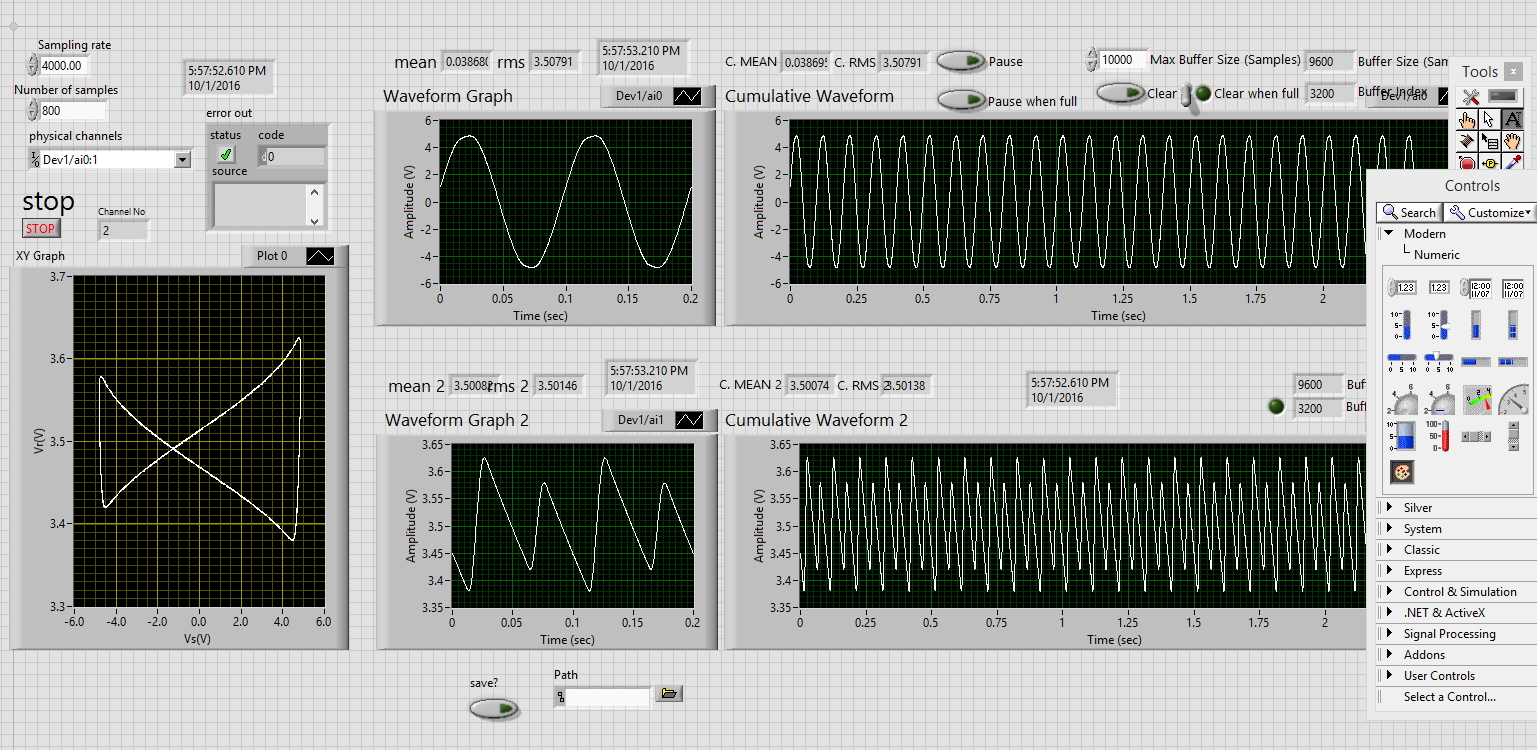 Sampling rate
4000.00
Number of samples
800
physical channels
Dev1/ai0:1
stop
STOP
Channel No
2
5:57:52.610 PM
10/1/2016
error out
status code
d 0
source
XY Graph
Plot 0
3.7
3.6
3.5
3.4
3.3
Vr(V)
-6.0 -4.0 -2.0 0.0 2.0 4.0 6.0
Vs(V)
mean 0.03868 rms 3.50791
5:57:53.210 PM
10/1/2016
Waveform Graph
Dev1/ai0
6
4
2
0
-2
-4
-6
Amplitude (V)
0 0.05 0.1 0.15 0.2
Time (sec)
C. MEAN 0.03869 C. RMS 3.50791
Pause
Pause when full
10000 Max Buffer Size (Samples)
9600 Buffer Size (Sam
Clear
Clear when full
3200 Buffer Index
Dev1/ai0
Cumulative Waveform
6
4
2
0
-2
-4
-6
Amplitude (V)
0 0.25 0.5 0.75 1 1.25 1.5 1.75 2
Time (sec)
mean 2 3.5008 rms 2 3.50146
5:57:53.210 PM
10/1/2016
Waveform Graph 2
Dev1/ai1
3.65
3.6
3.55
3.5
3.45
3.4
3.35
Amplitude (V)
0 0.05 0.1 0.15 0.2
Time (sec)
C. MEAN 2 3.50074 C. RMS 2 3.50138
5:57:52.610 PM
10/1/2016
9600 Buf
3200 Buf
Cumulative Waveform 2
3.65
3.6
3.55
3.5
3.45
3.4
3.35
Amplitude (V)
0 0.25 0.5 0.75 1 1.25 1.5 1.75 2
Time (sec)
save?
Path
Tools x
A
P
Controls
Search Customize
Modern
Numeric
1.23 1.23 12:00 11/07 12:00 11/07
10 5 0 10 5 0
0 5 10 0 5 10
2 4 6 2 4 6 0 2 4 2 3 4
10 5 0 100 50 0
Silver
System
Classic
Express
Control & Simulation
.NET & ActiveX
Signal Processing
Addons
User Controls
Select a Control...